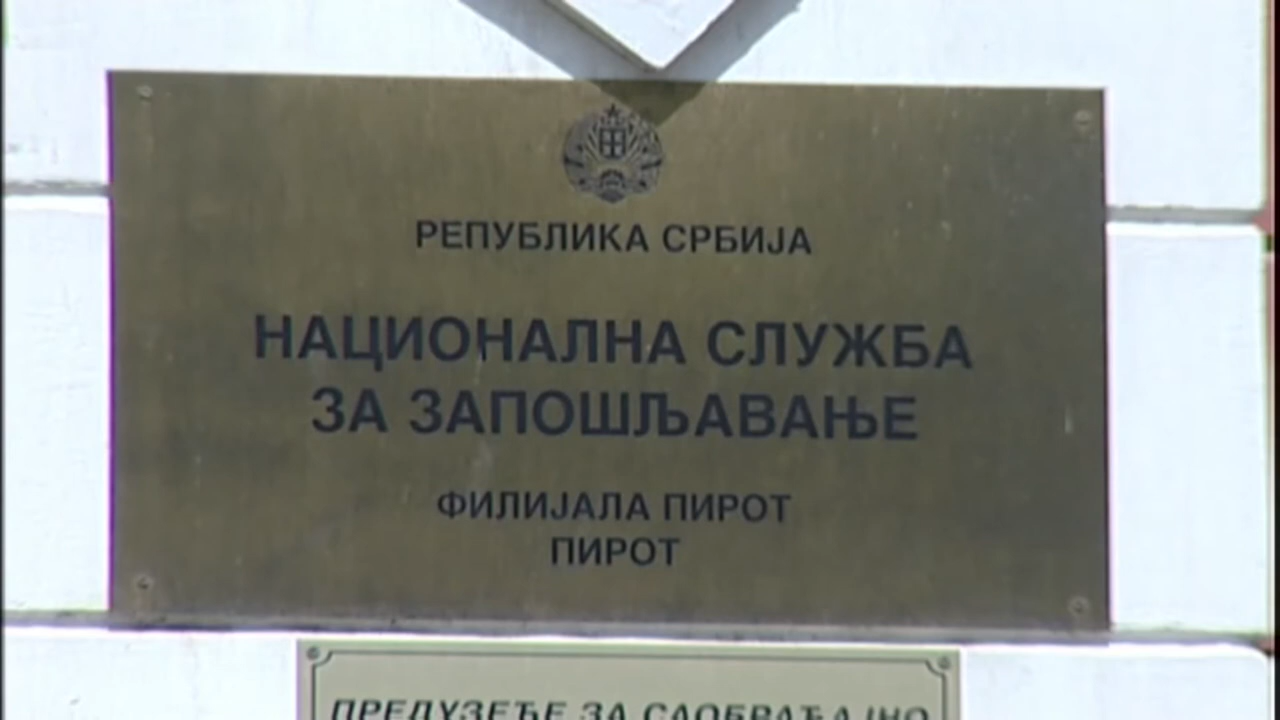 РЕПУБЛИКА СРБИЈА
НАЦИОНАЛНА СЛУЖБА
ЗА ЗАПОШЉАВАЊЕ
ФИЛИЈАЛА ПИРОТ
ПИРОТ
ПРЕДУЗЕЋЕ ЗА САОБРАЋАЈНО